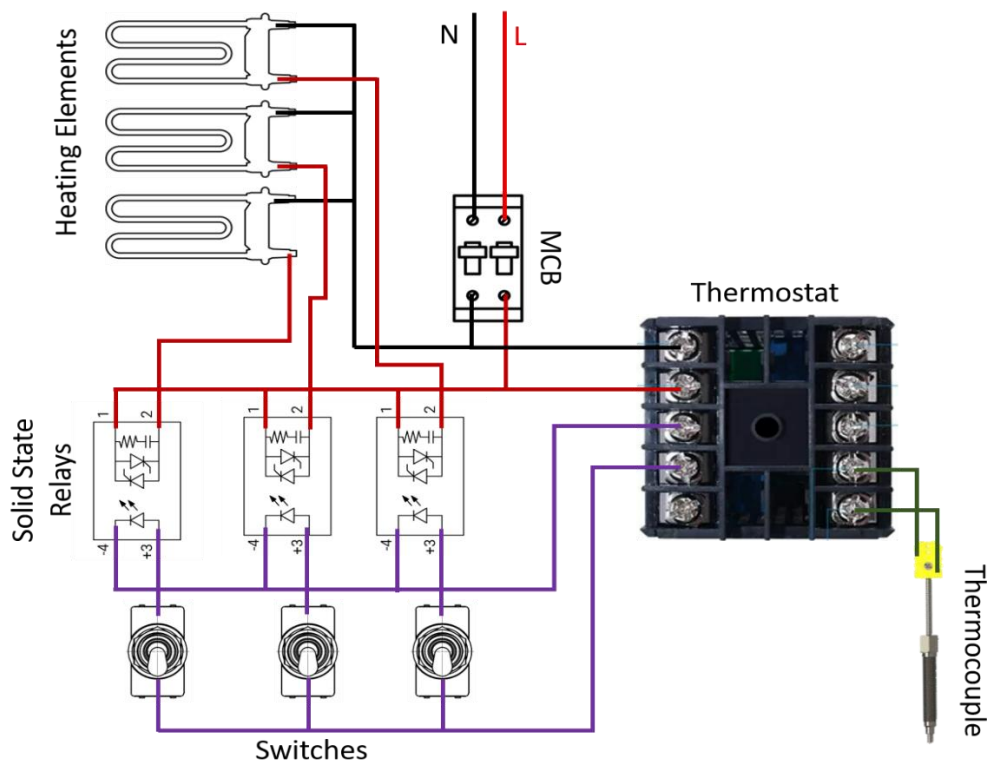 Heating Elements
N
L
MCB
Thermostat
Solid State
Relays
1
2
-4
+3
1
2
-4
+3
1
2
-4
+3
Switches
Thermocouple